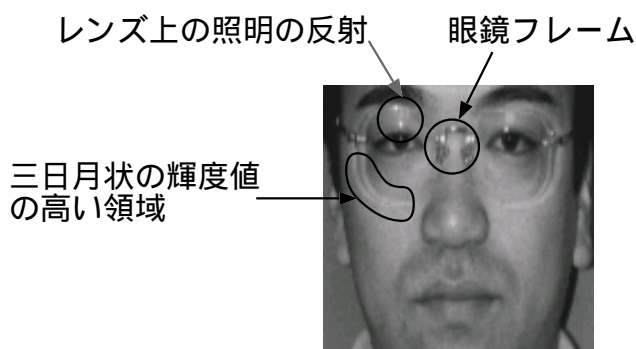 レンズ上の照明の反射
眼鏡フレーム
三日月状の輝度値
の高い領域